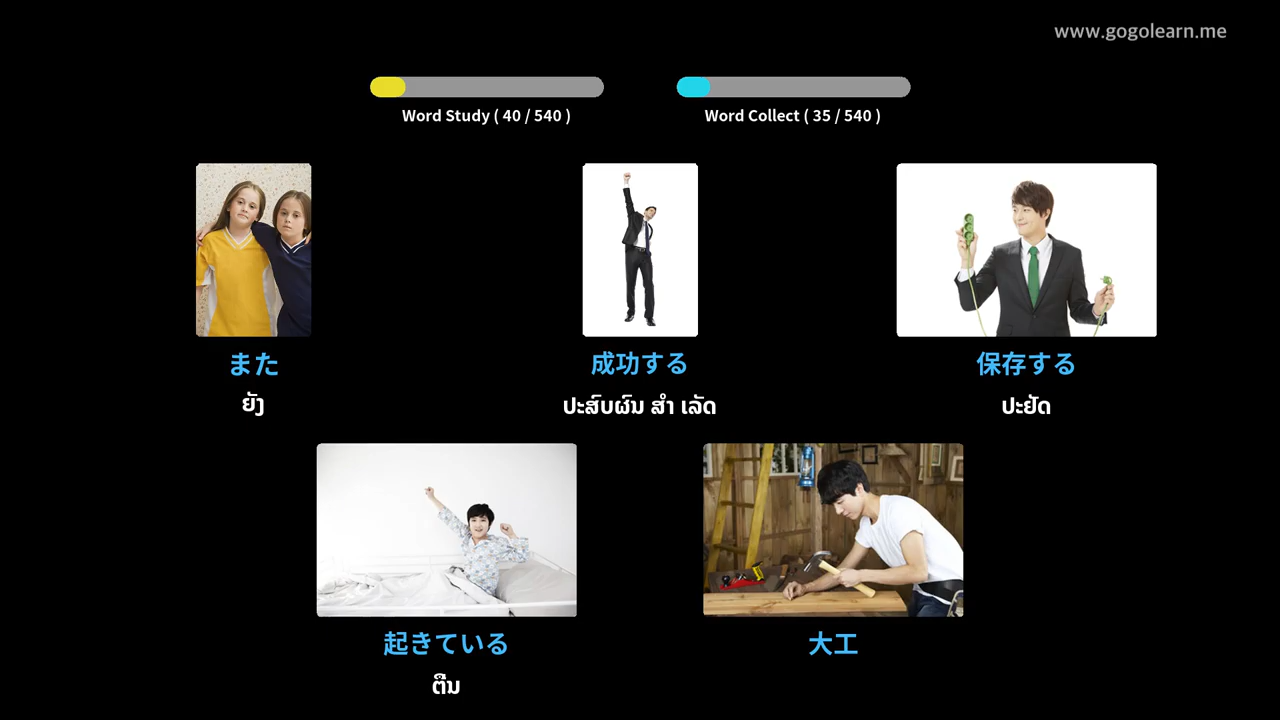 www.gogolearn.me
Word Study ( 40 / 540 )
Word Collect ( 35 / 540 )
また
ຍັງ
成功する
ປະສົບຜົນ ສຳ ເລັດ
保存する
ປະຢັດ
起きている
ຕື່ນ
大工